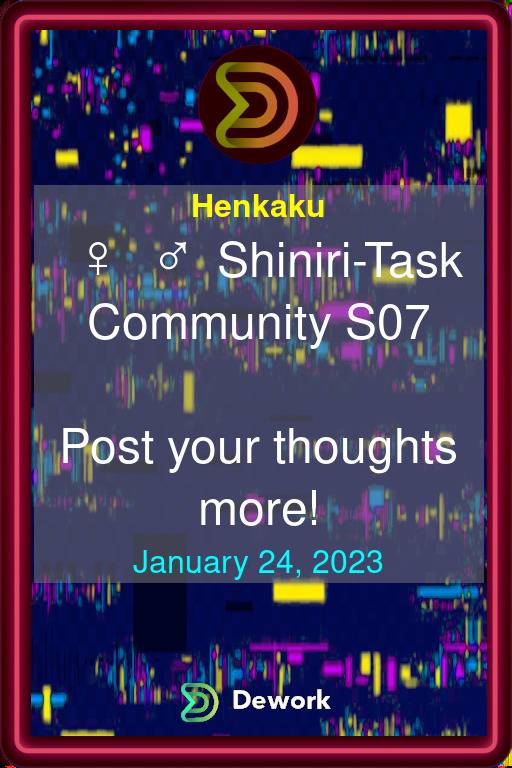 Henkaku
♀ ♂ Shiniri-Task
Community S07
Post your thoughts
more!
January 24, 2023
Dework